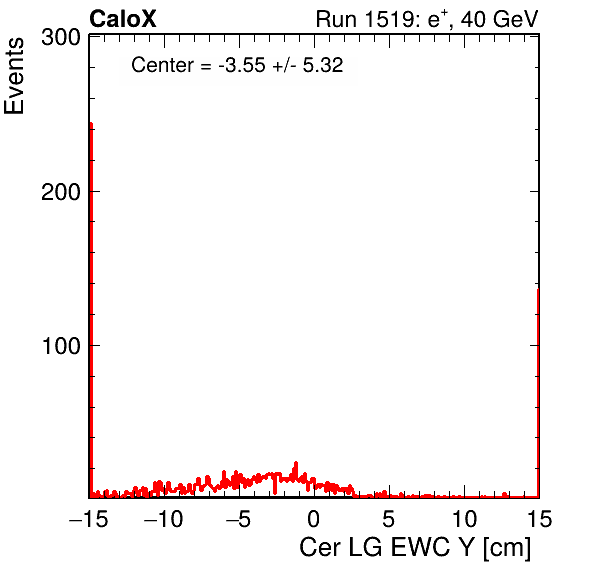 CaloX Run 1519: e⁺, 40 GeV
Center = -3.55 +/- 5.32
Events
300
200
100
−15 −10 −5 0 5 10 15
Cer LG EWC Y [cm]